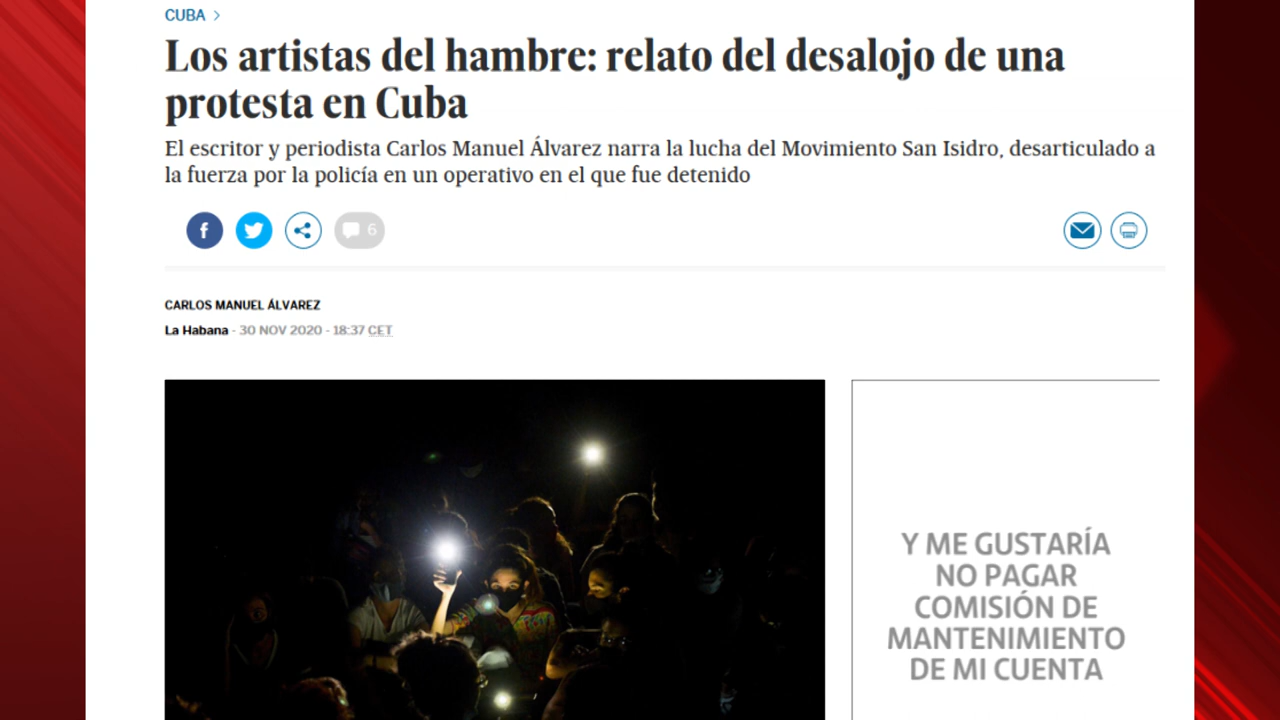 CUBA >
Los artistas del hambre: relato del desalojo de una
protesta en Cuba
El escritor y periodista Carlos Manuel Álvarez narra la lucha del Movimiento San Isidro, desarticulado a
la fuerza por la policía en un operativo en el que fue detenido
f
6
CARLOS MANUEL ÁLVAREZ
La Habana - 30 NOV 2020 - 18:37 CET
Y ME GUSTARÍA
NO PAGAR
COMISIÓN DE
MANTENIMIENTO
DE MI CUENTA